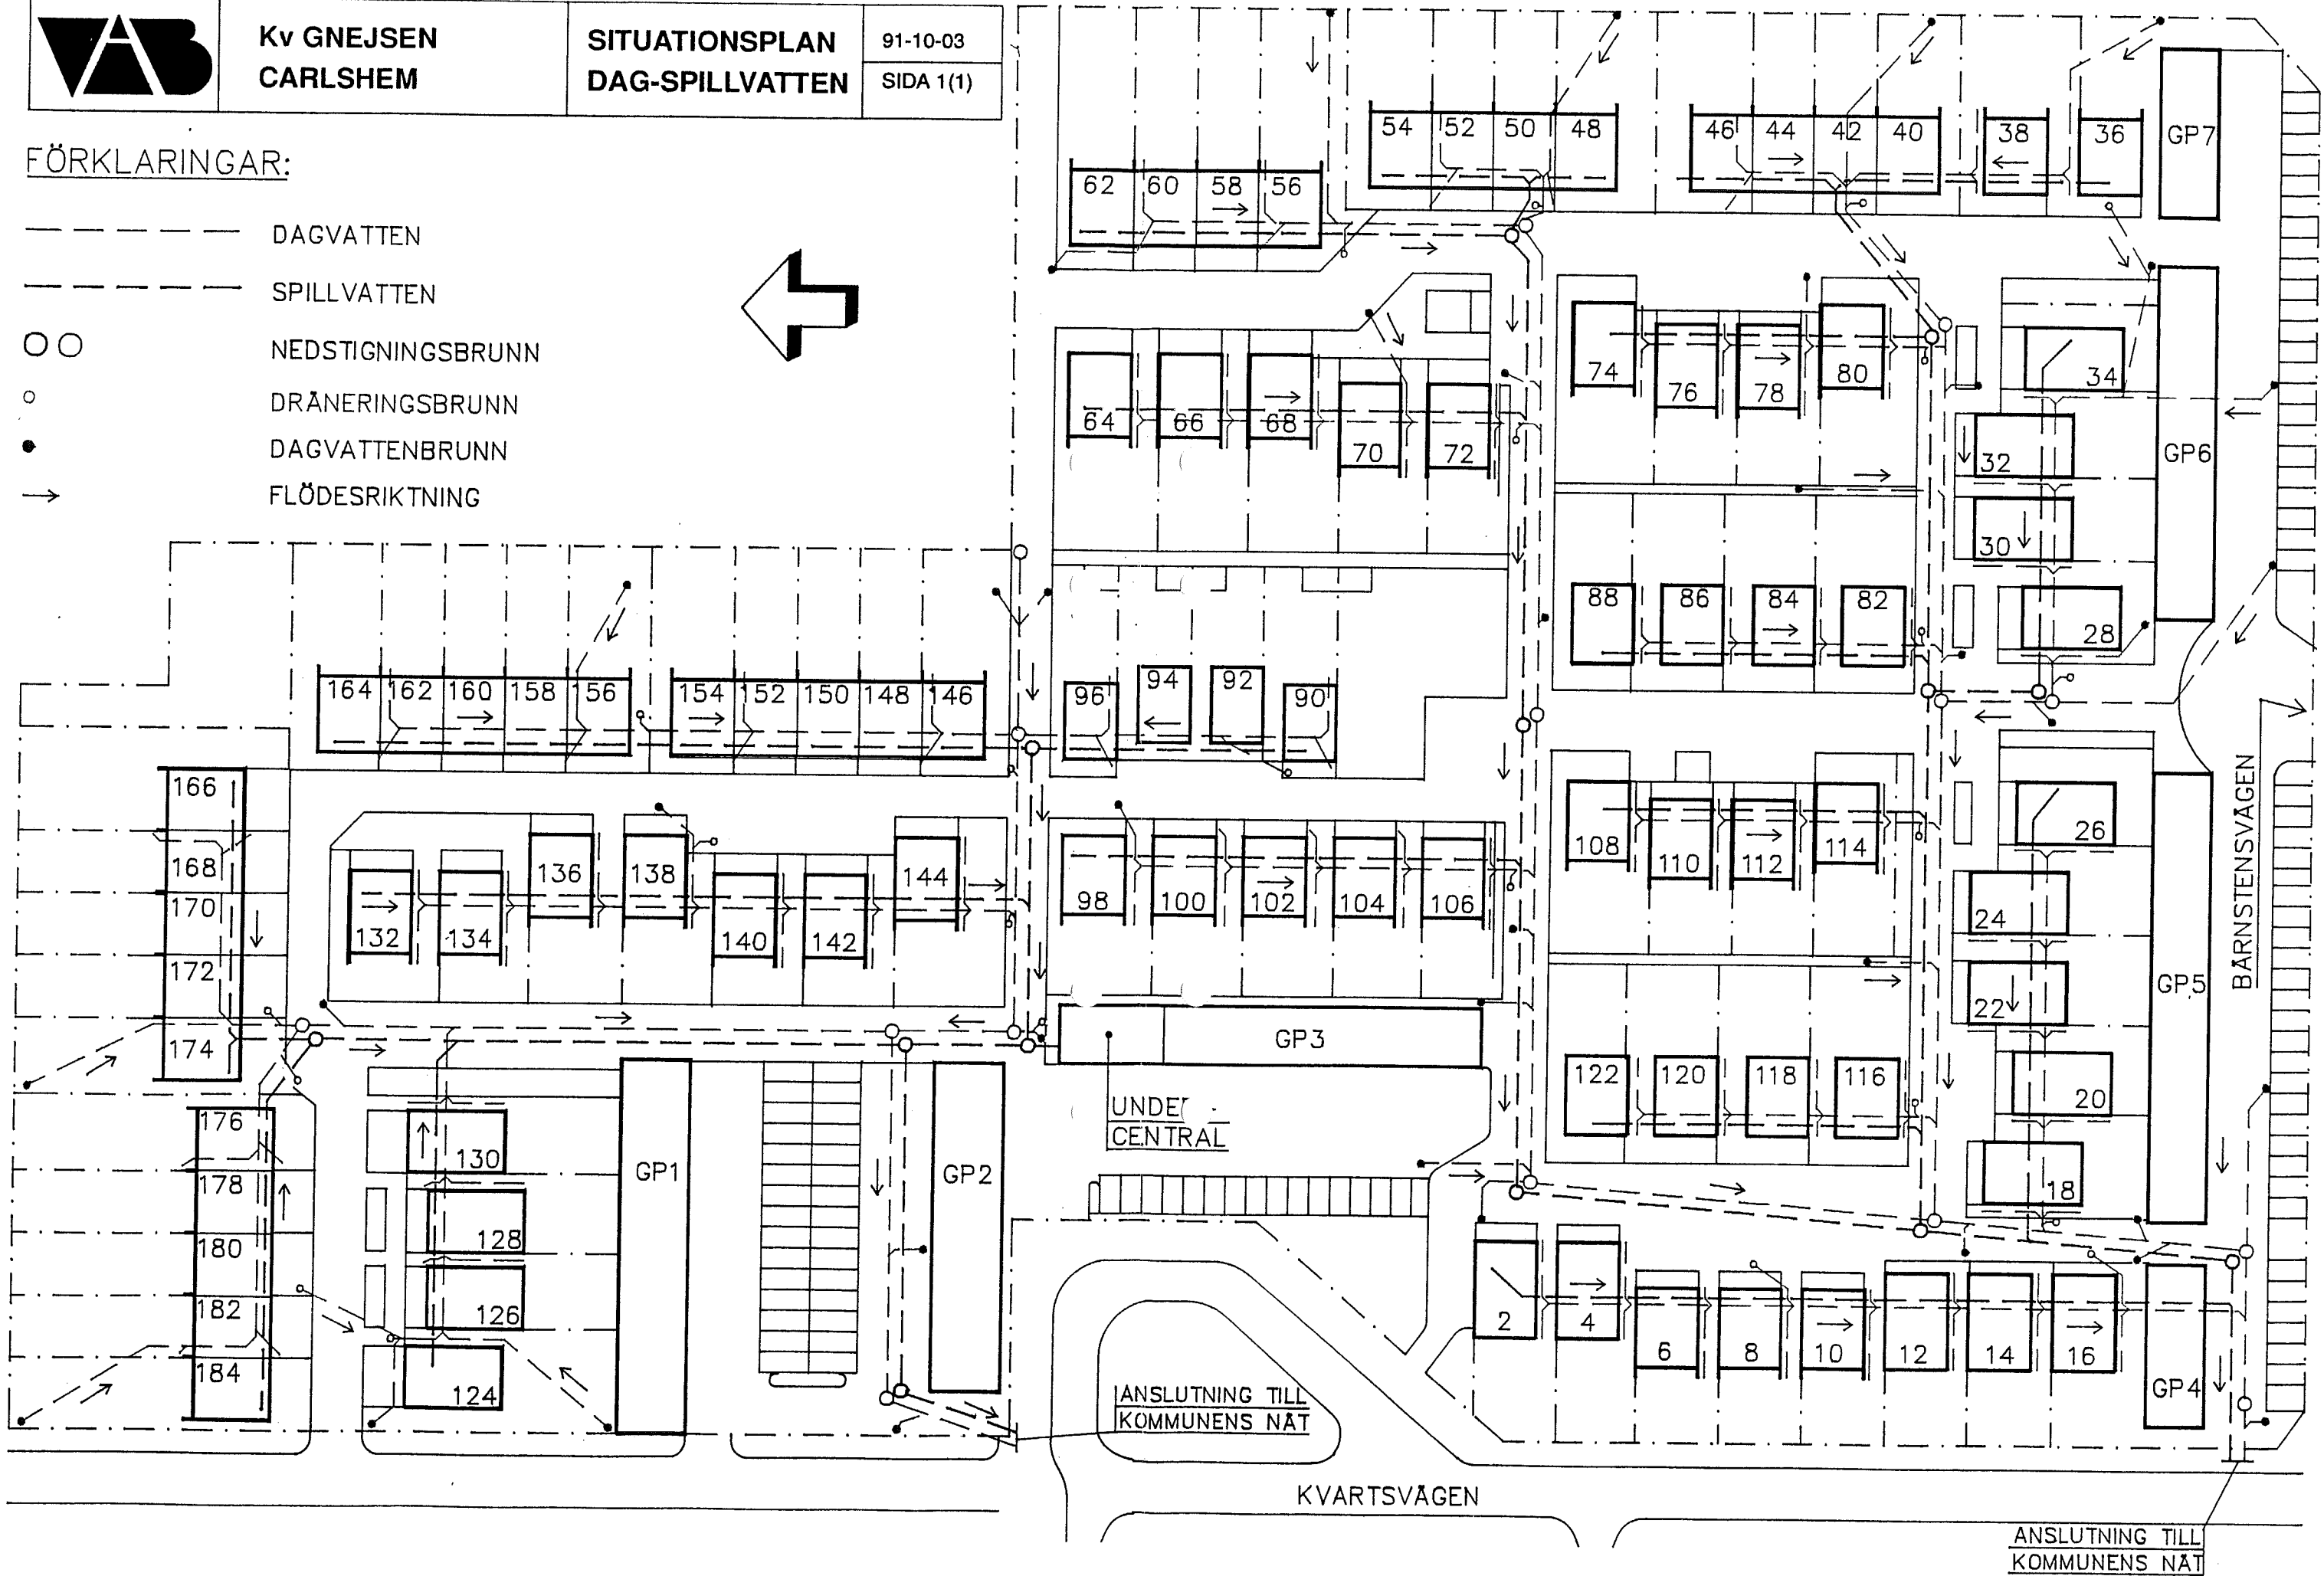 VAB
Kv GNEJSEN
CARLSHEM
SITUATIONSPLAN
DAG-SPILLVATTEN
91-10-03
SIDA 1(1)
FÖRKLARINGAR:
DAGVATTEN
SPILLVATTEN
NEDSTIGNINGSBRUNN
DRÄNERINGSBRUNN
DAGVATTENBRUNN
FLÖDESRIKTNING
54 52 50 48 46 44 42 40 38 36 GP7
62 60 58 56
74 76 78 80 34
64 66 68 70 72
32 GP6
30
88 86 84 82 28
164 162 160 158 156 154 152 150 148 146
96 94 92 90
BÄRNSTENSVÄGEN
166
168
170
172
174
132 134 136 138 140 142 144
98 100 102 104 106
108 110 112 114 26
24
22 GP5
20
18
GP3
UNDE
CENTRAL
122 120 118 116
176
178
180
182
184
130
128
126
124
GP1 GP2
2 4 6 8 10 12 14 16 GP4
ANSLUTNING TILL
KOMMUNENS NÄT
KVARTSVÄGEN
ANSLUTNING TILL
KOMMUNENS NÄT